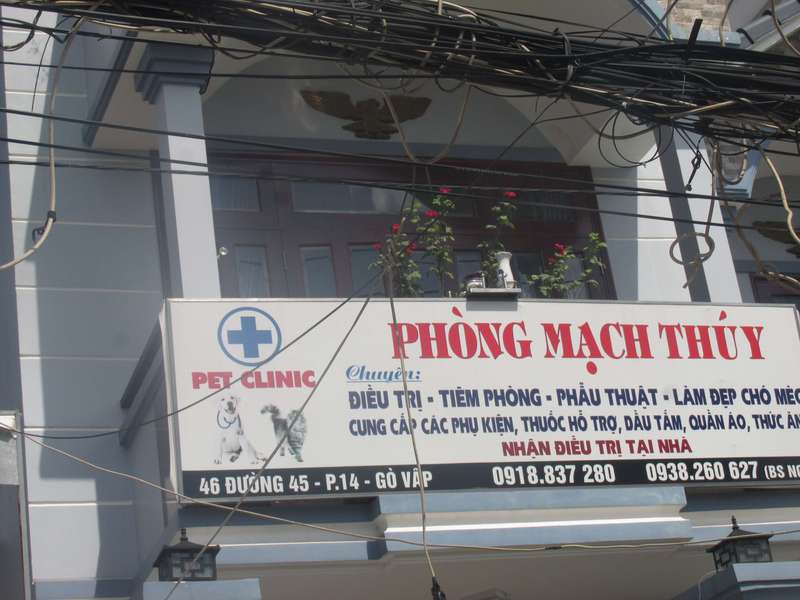 PHÒNG MẠCH THÚ Y
PET CLINIC
Chuyên:
ĐIỀU TRỊ - TIÊM PHÒNG - PHẪU THUẬT - LÀM ĐẸP CHÓ MÈO
CUNG CẤP CÁC PHỤ KIỆN, THUỐC HỖ TRỢ, DẦU TẮM, QUẦN ÁO, THỨC ĂN
NHẬN ĐIỀU TRỊ TẠI NHÀ
46 ĐƯỜNG 45 - P.14 - GÒ VẤP 0918.837 280 0938.260 627 (BS